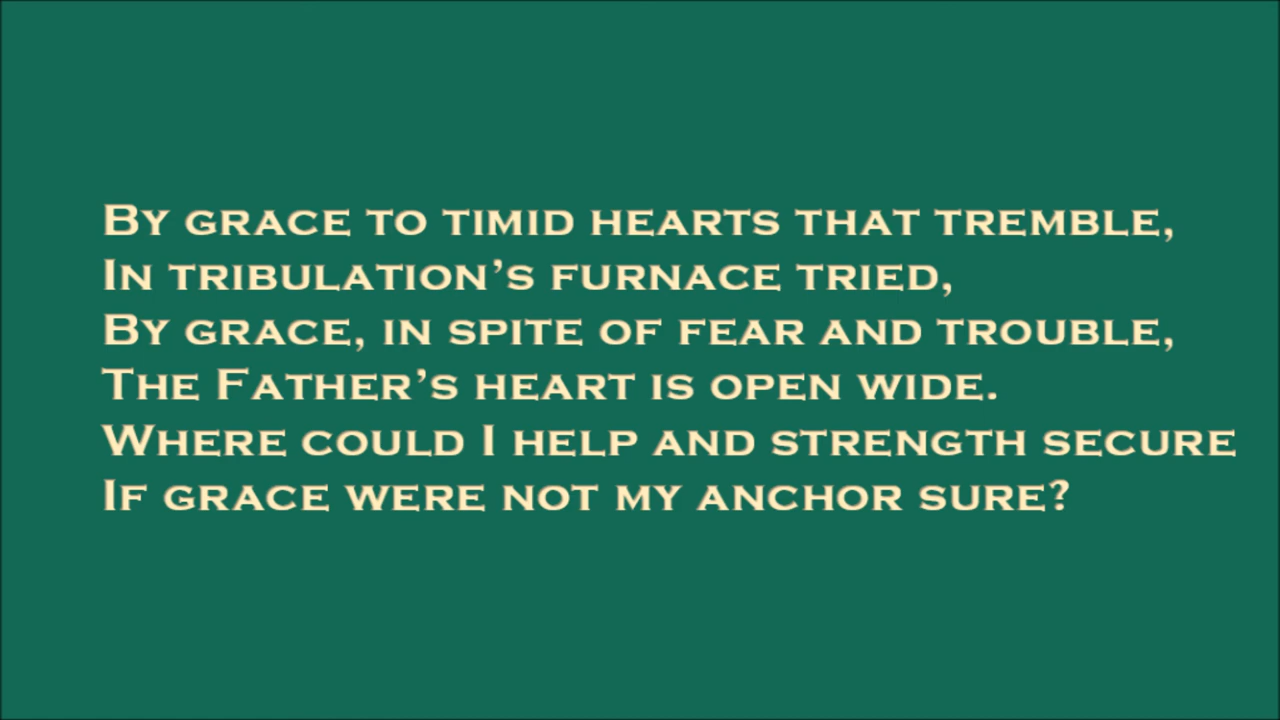 By grace to timid hearts that tremble,
In tribulation’s furnace tried,
By grace, in spite of fear and trouble,
The Father’s heart is open wide.
Where could I help and strength secure
If grace were not my anchor sure?